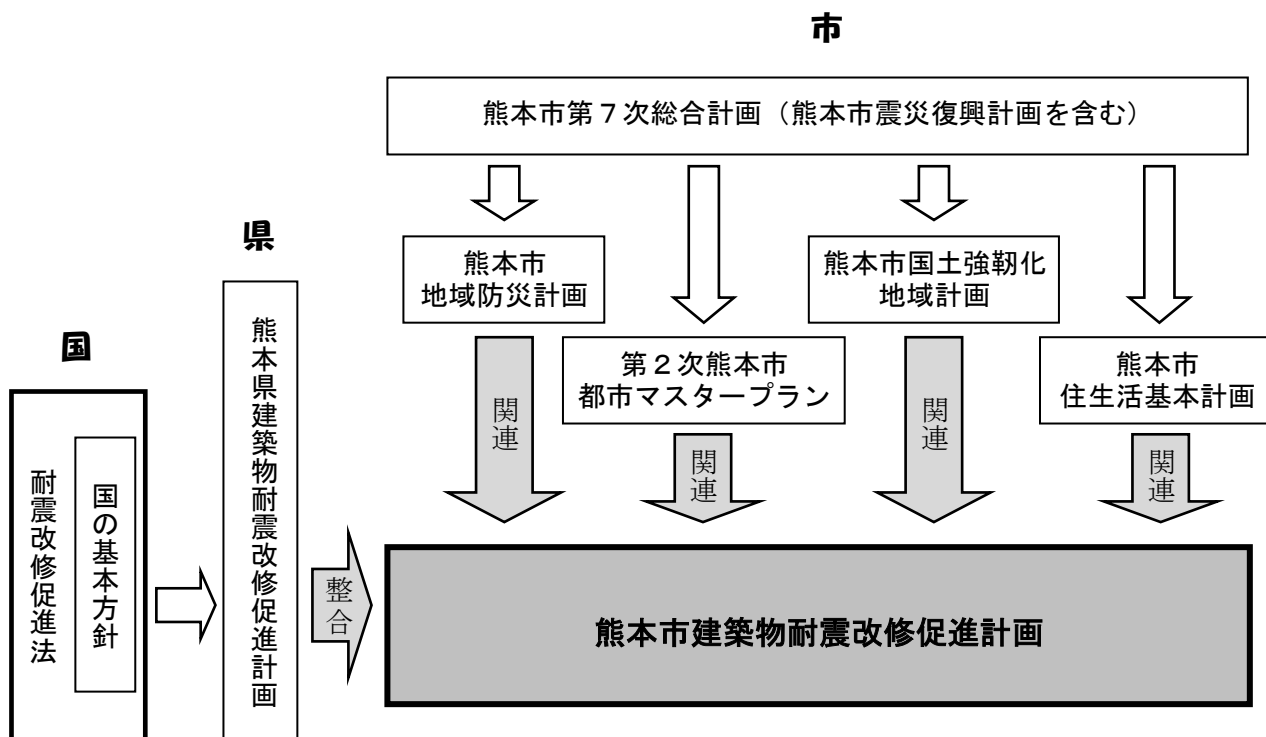 市
熊本市第７次総合計画（熊本市震災復興計画を含む）
県
熊本市
地域防災計画
熊本市国土強靭化
地域計画
国
第２次熊本市
都市マスタープラン
熊本市
住生活基本計画
関連
関連
関連
関連
耐震改修促進法
国の基本方針
熊本県建築物耐震改修促進計画
整合
熊本市建築物耐震改修促進計画